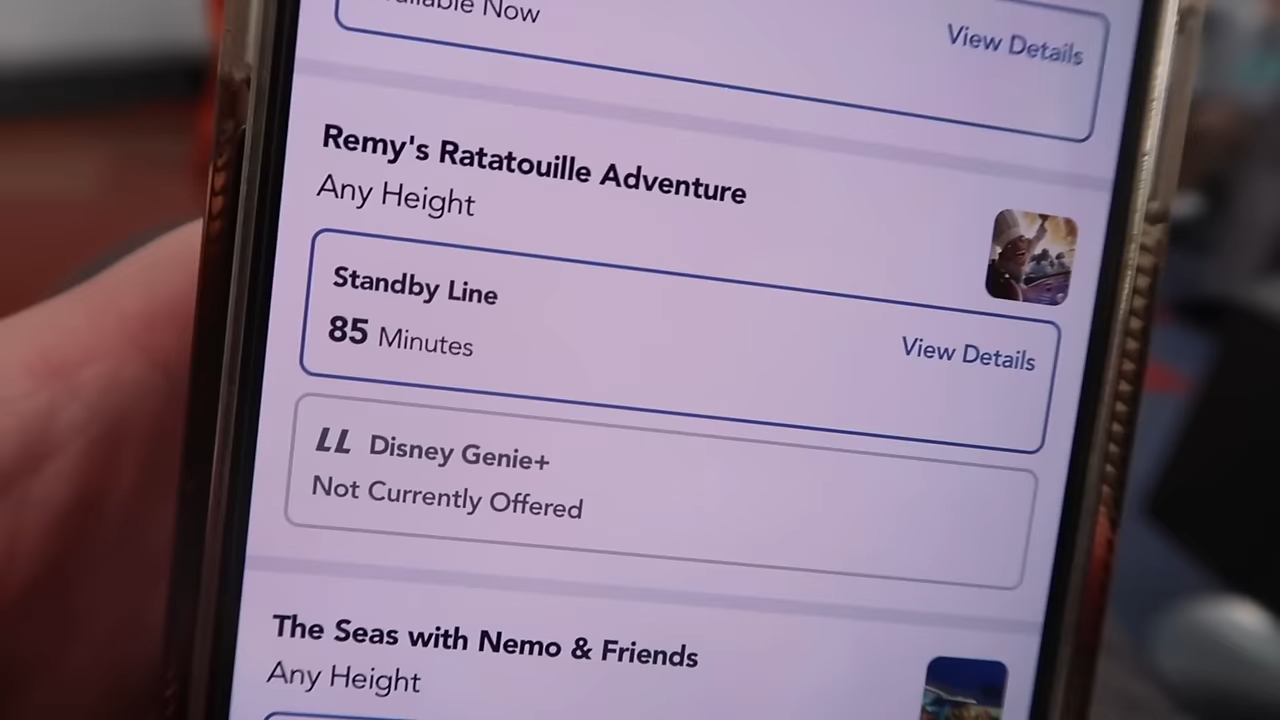 Now
View Details
Remy's Ratatouille Adventure
Any Height
Standby Line
85 Minutes
View Details
LL Disney Genie+
Not Currently Offered
The Seas with Nemo & Friends
Any Height